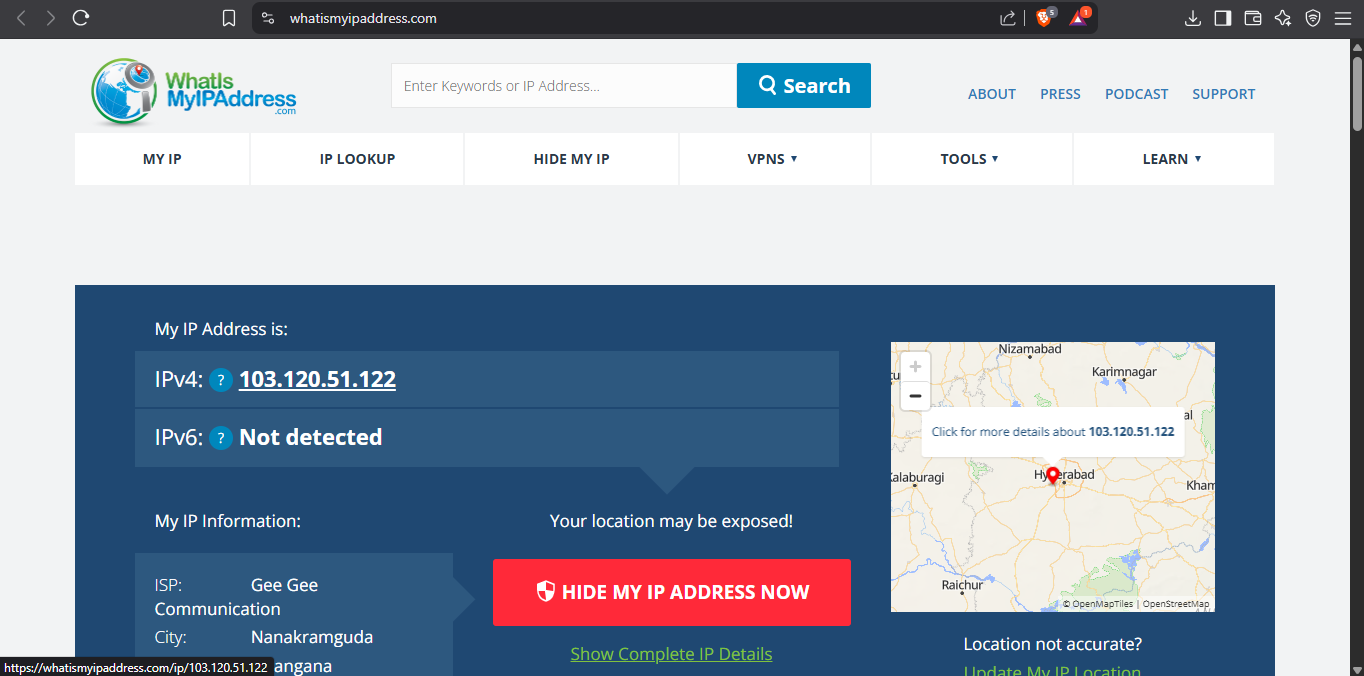 whatismyipaddress.com
5
1
WhatIs
MyIPAddress
.com
Enter Keywords or IP Address...
Search
ABOUT PRESS PODCAST SUPPORT
MY IP IP LOOKUP HIDE MY IP VPNS ▼ TOOLS ▼ LEARN ▼
My IP Address is:
IPv4: ? 103.120.51.122
IPv6: ? Not detected
My IP Information:
ISP: Gee Gee
Communication
City: Nanakramguda
angana
https://whatismyipaddress.com/ip/103.120.51.122
Your location may be exposed!
HIDE MY IP ADDRESS NOW
Show Complete IP Details
+
−
Nizamabad
Karimnagar
al
Click for more details about 103.120.51.122
alaburagi
Hyderabad
Kham
Raichur
© OpenMapTiles | OpenStreetMap
Location not accurate?
Update My IP Location